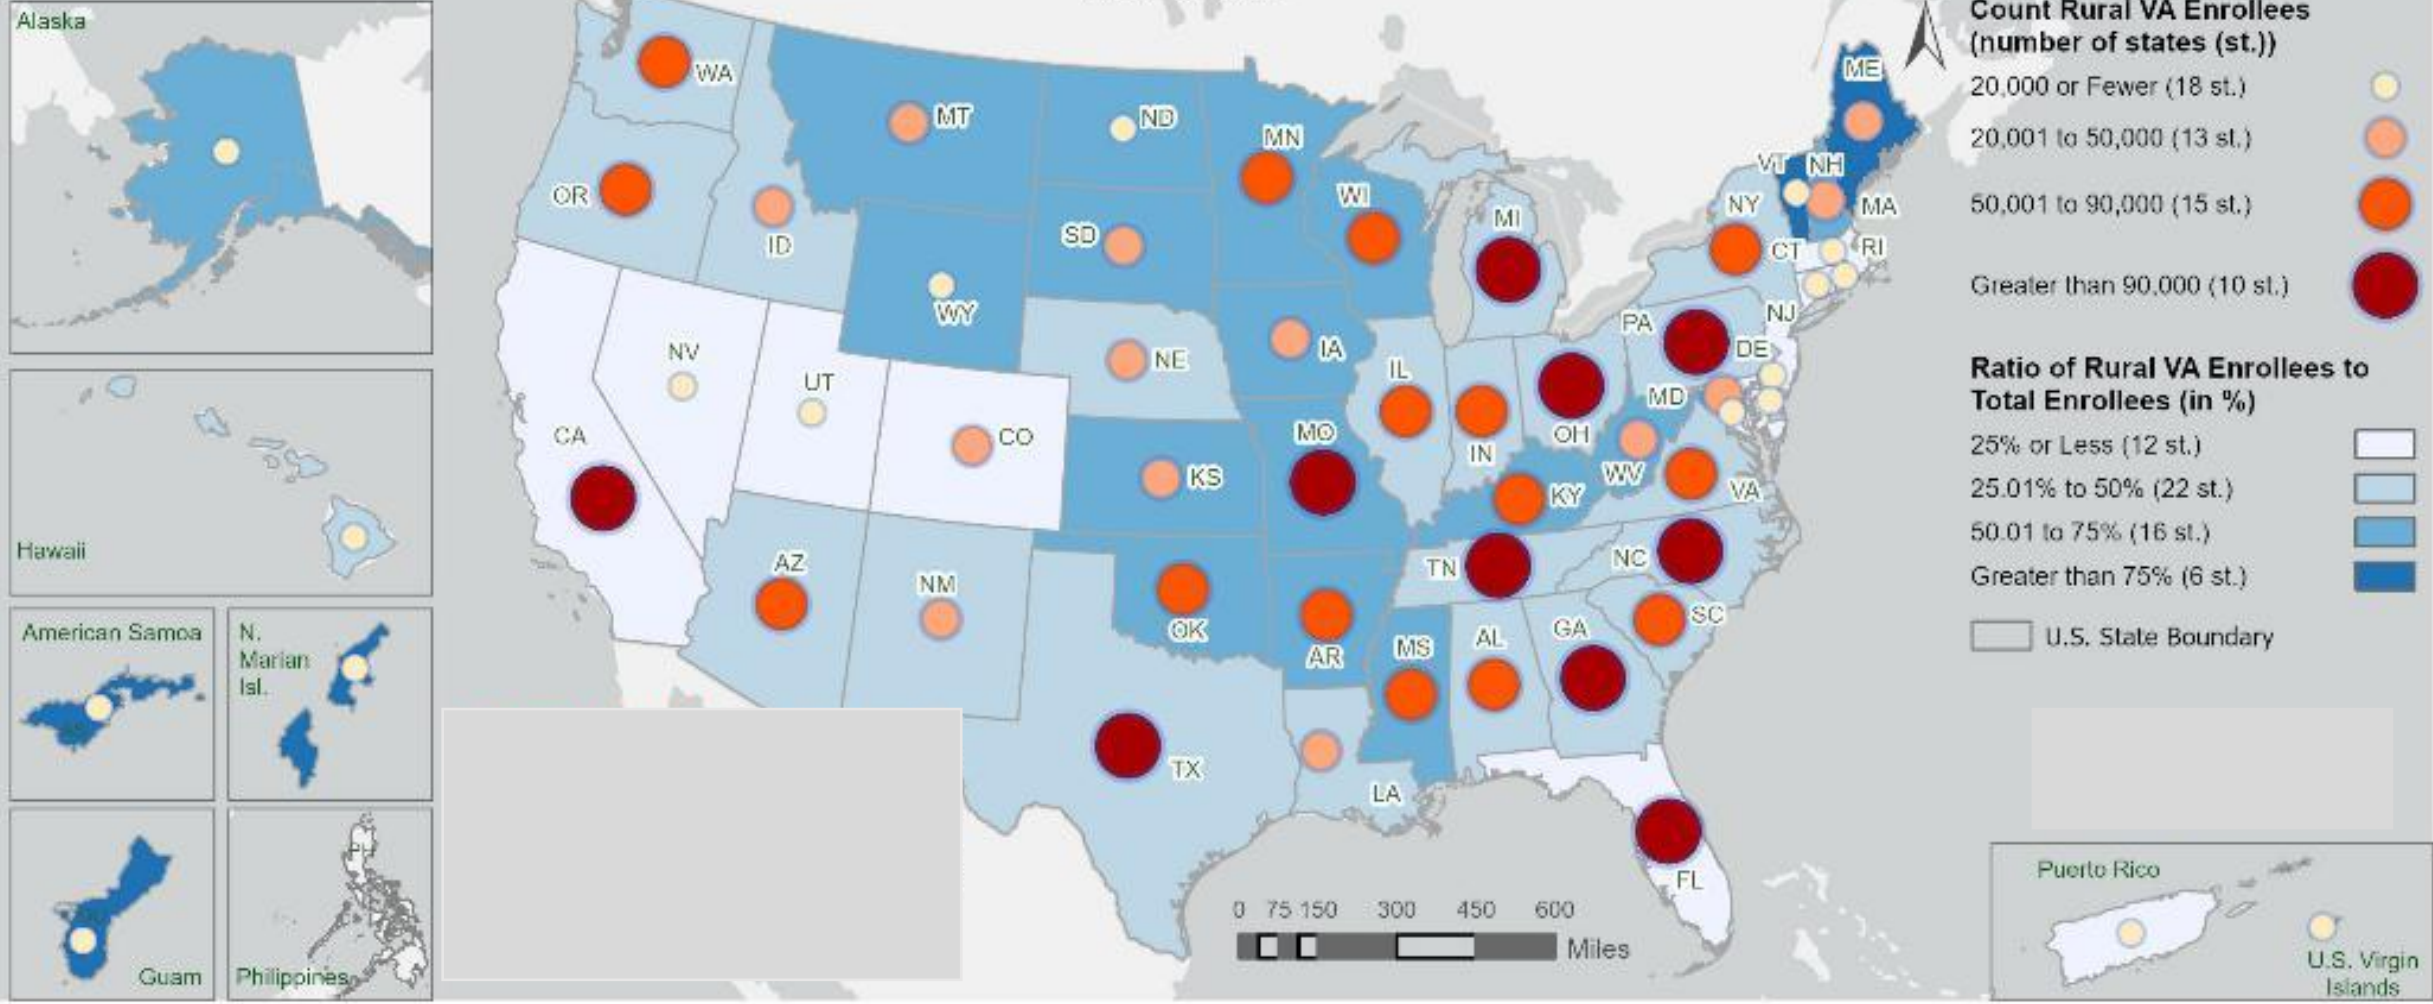 Alaska
Hawaii
American Samoa
N.
Marian
Isl.
Guam
Philippines
WA
OR
ID
MT
ND
MN
WI
MI
SD
WY
NV
UT
CA
CO
NE
IA
IL
IN
OH
KS
MO
KY
WV
VA
AZ
NM
OK
AR
TN
NC
SC
MS
AL
GA
TX
LA
FL
ME
VT
NH
MA
NY
CT
RI
NJ
PA
DE
MD
0 75 150 300 450 600
Miles
Count Rural VA Enrollees
(number of states (st.))
20,000 or Fewer (18 st.)
20,001 to 50,000 (13 st.)
50,001 to 90,000 (15 st.)
Greater than 90,000 (10 st.)
Ratio of Rural VA Enrollees to
Total Enrollees (in %)
25% or Less (12 st.)
25.01% to 50% (22 st.)
50.01 to 75% (16 st.)
Greater than 75% (6 st.)
U.S. State Boundary
Puerto Rico
U.S. Virgin
Islands